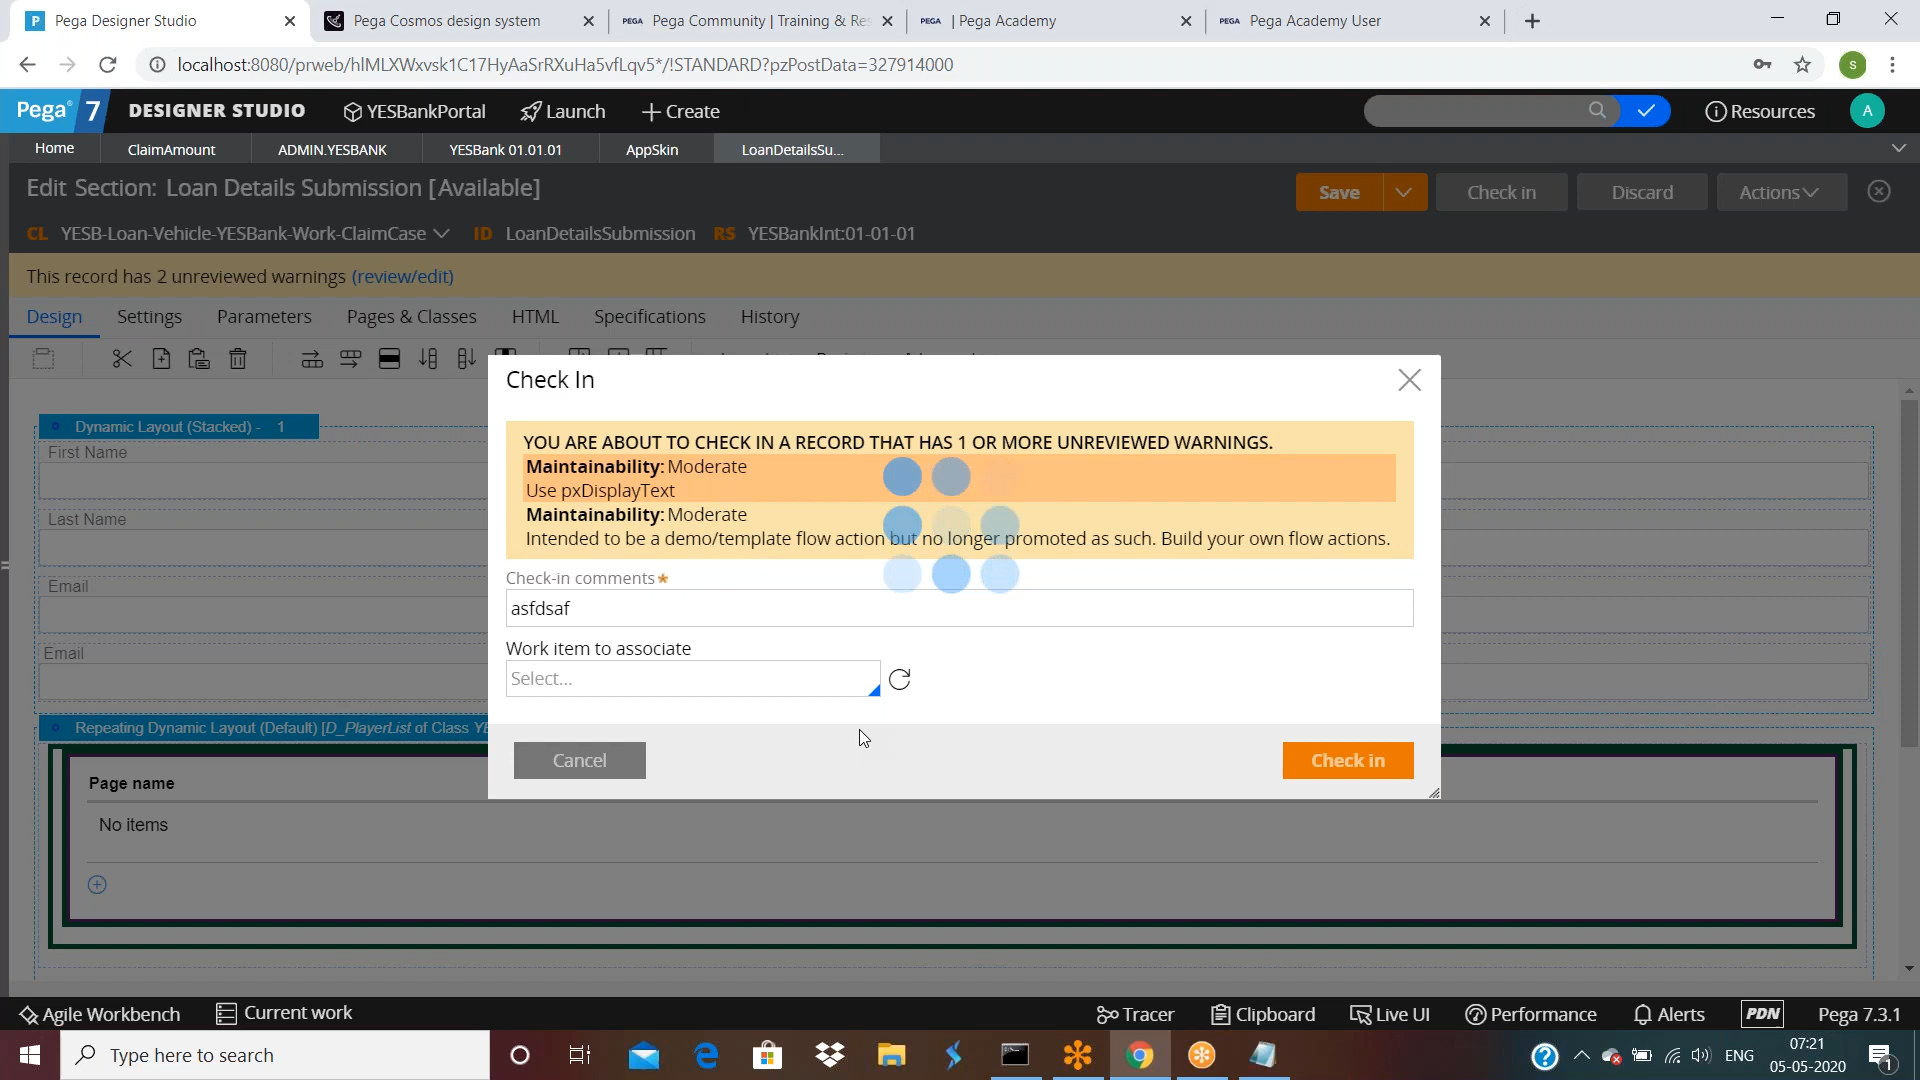 Pega Designer Studio
Pega Cosmos design system
PEGA Pega Community | Training & Res
PEGA | Pega Academy
PEGA Pega Academy User
localhost:8080/prweb/hIMLXWxvsk1C17HyAaSrRXuHa5vfLqv5*/!STANDARD?pzPostData=327914000
S
Pega 7 DESIGNER STUDIO YESBankPortal Launch Create Resources A
Home ClaimAmount ADMIN.YESBANK YESBank 01.01.01 AppSkin LoanDetailsSu...
Edit Section: Loan Details Submission [Available]
Save Check in Discard Actions
CL YESB-Loan-Vehicle-YESBank-Work-ClaimCase ID LoanDetailsSubmission RS YESBankInt:01-01-01
This record has 2 unreviewed warnings (review/edit)
Design Settings Parameters Pages & Classes HTML Specifications History
Check In
YOU ARE ABOUT TO CHECK IN A RECORD THAT HAS 1 OR MORE UNREVIEWED WARNINGS.
Maintainability: Moderate
Use pxDisplayText
Maintainability: Moderate
Intended to be a demo/template flow action but no longer promoted as such. Build your own flow actions.
Check-in comments*
asfdsaf
Work item to associate
Select...
Cancel Check in
Dynamic Layout (Stacked) - 1
First Name
Last Name
Email
Email
Repeating Dynamic Layout (Default) [D_PlayerList of Class YE
Page name
No items
Agile Workbench Current work Tracer Clipboard Live UI Performance Alerts PDN Pega 7.3.1
Type here to search
ENG
07:21
05-05-2020
1